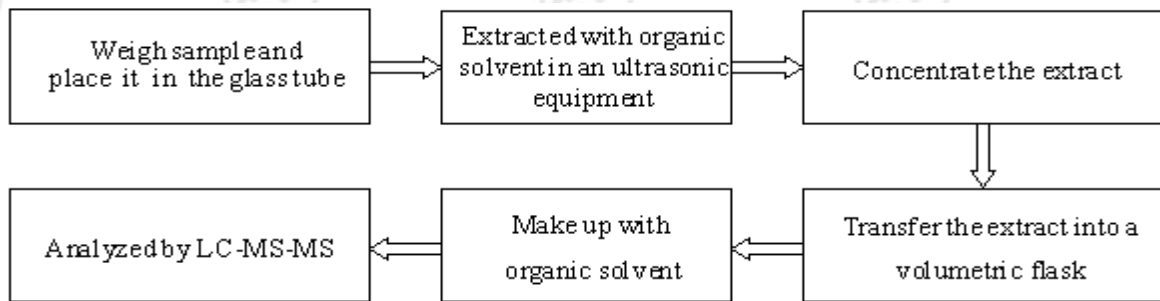 Weigh sample and
place it in the glass tube
Extracted with organic
solvent in an ultrasonic
equipment
Concentrate the extract
Transfer the extract into a
volumetric flask
Make up with
organic solvent
Analyzed by LC-MS-MS